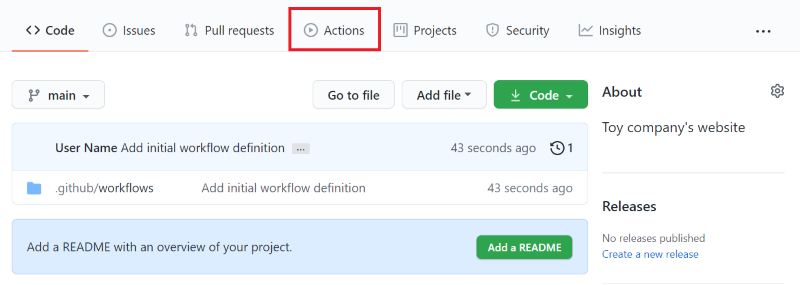 Code Issues Pull requests Actions Projects Security Insights ...
main Go to file Add file Code
About
Toy company's website
User Name Add initial workflow definition ... 43 seconds ago 1
.github/workflows Add initial workflow definition 43 seconds ago
Releases
No releases published
Create a new release
Add a README with an overview of your project. Add a README